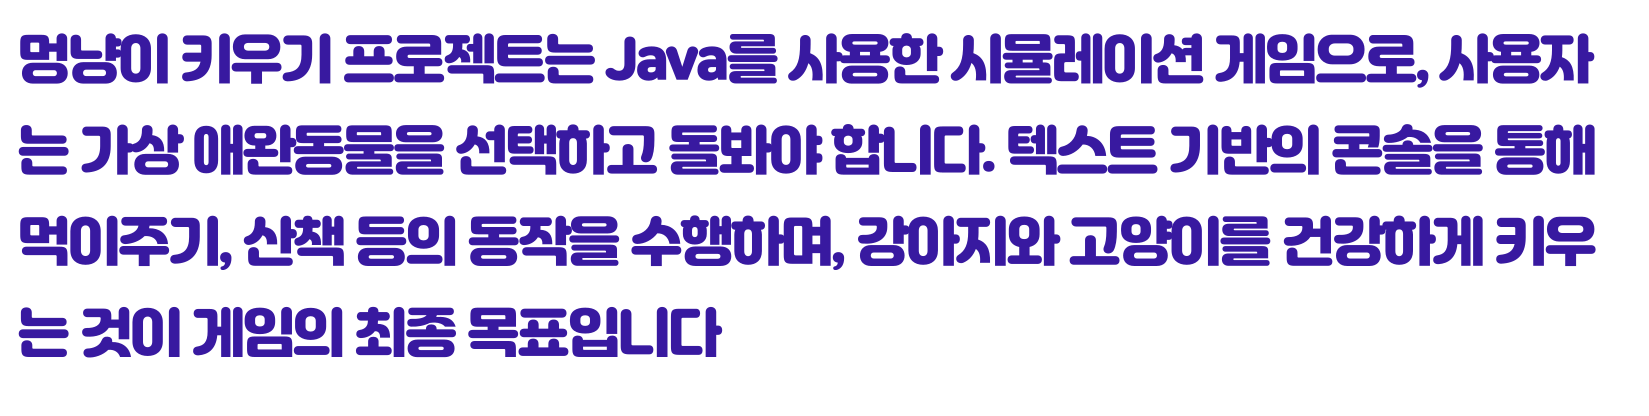 멍냥이 키우기 프로젝트는 Java를 사용한 시뮬레이션 게임으로, 사용자
는 가상 애완동물을 선택하고 돌봐야 합니다. 텍스트 기반의 콘솔을 통해
먹이주기, 산책 등의 동작을 수행하며, 강아지와 고양이를 건강하게 키우
는 것이 게임의 최종 목표입니다